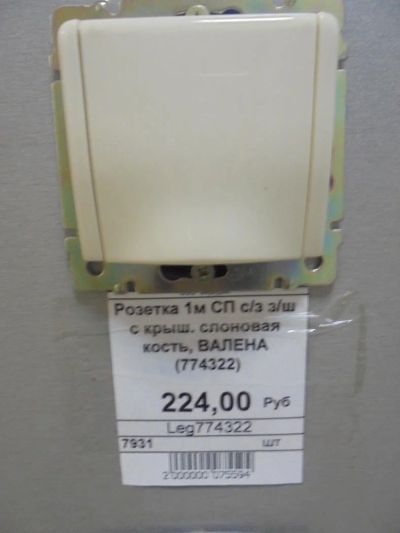 Розетка 1м СП с/з з/ш
с крыш. слоновая
кость, ВАЛЕНА
(774322)
224,00 Руб
Leg774322
7931 шт
2000000 075594